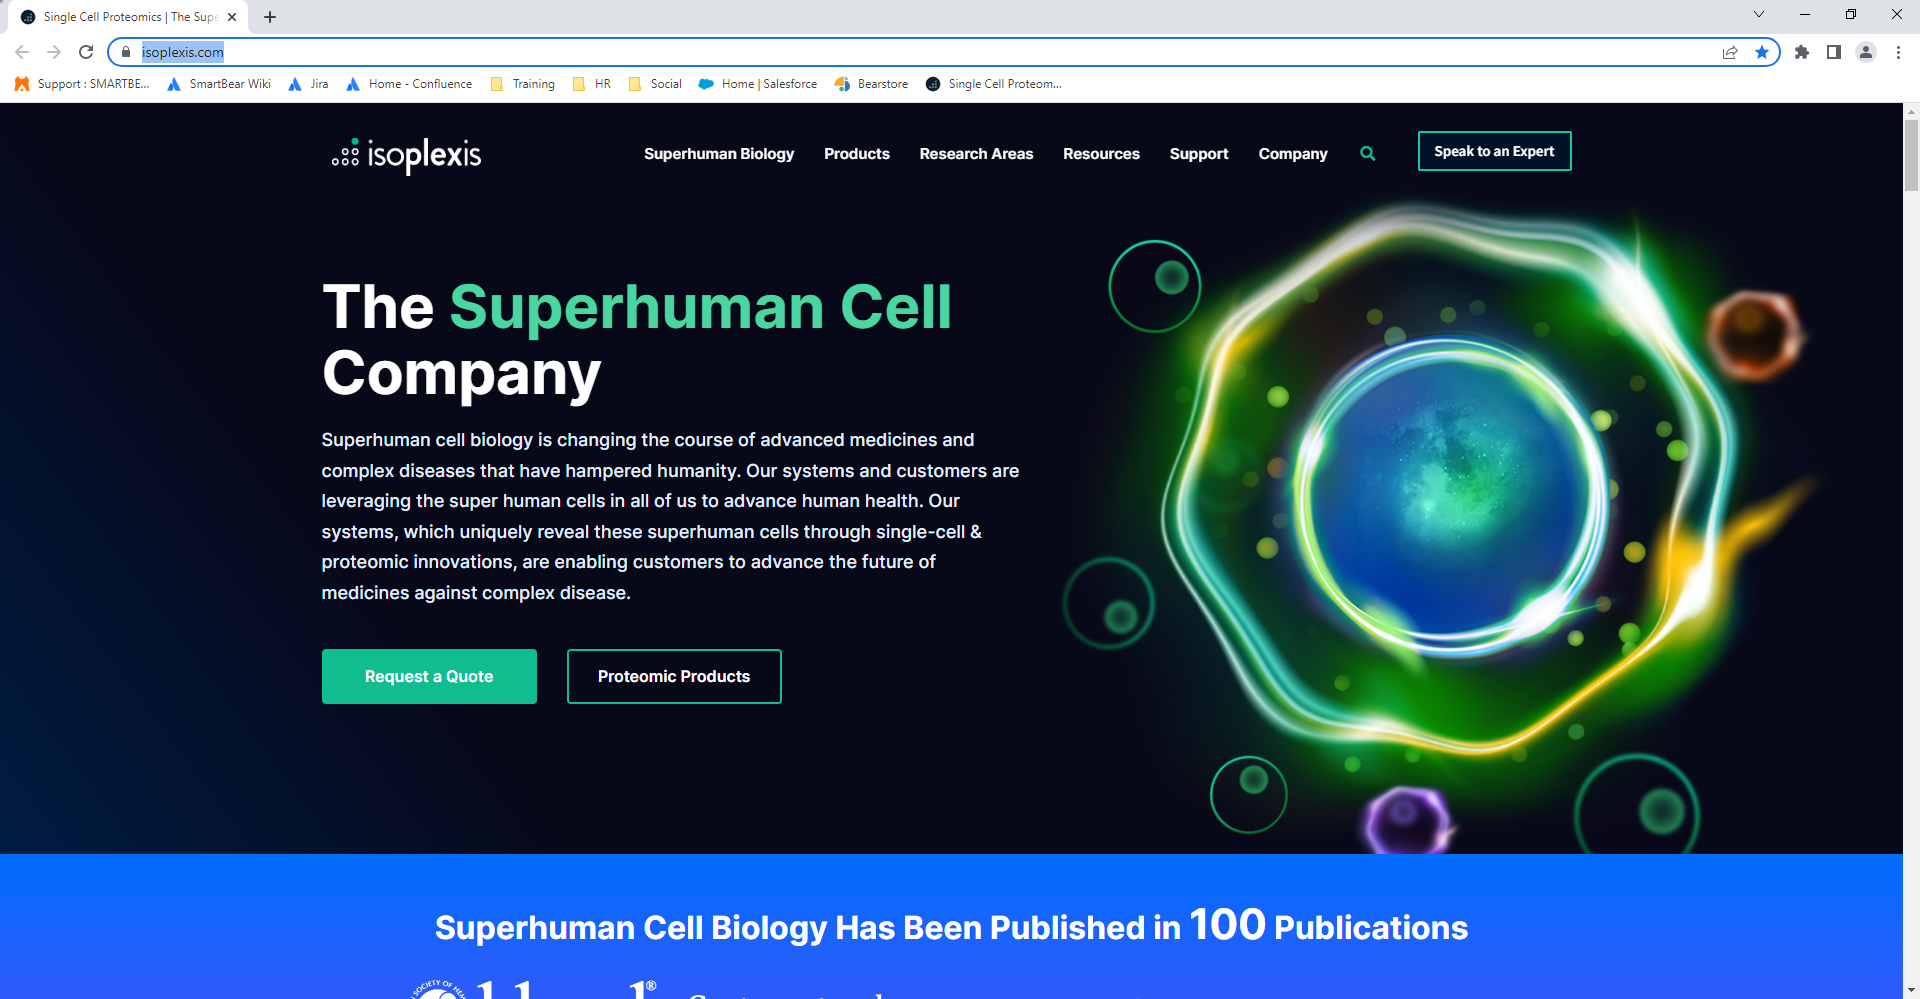 Single Cell Proteomics | The Supe
isoplexis.com
Support : SMARTBE...
SmartBear Wiki
Jira
Home - Confluence
Training
HR
Social
Home | Salesforce
Bearstore
Single Cell Proteom...
isoplexis
Superhuman Biology
Products
Research Areas
Resources
Support
Company
Speak to an Expert
The Superhuman Cell
Company
Superhuman cell biology is changing the course of advanced medicines and
complex diseases that have hampered humanity. Our systems and customers are
leveraging the super human cells in all of us to advance human health. Our
systems, which uniquely reveal these superhuman cells through single-cell &
proteomic innovations, are enabling customers to advance the future of
medicines against complex disease.
Request a Quote
Proteomic Products
Superhuman Cell Biology Has Been Published in 100 Publications